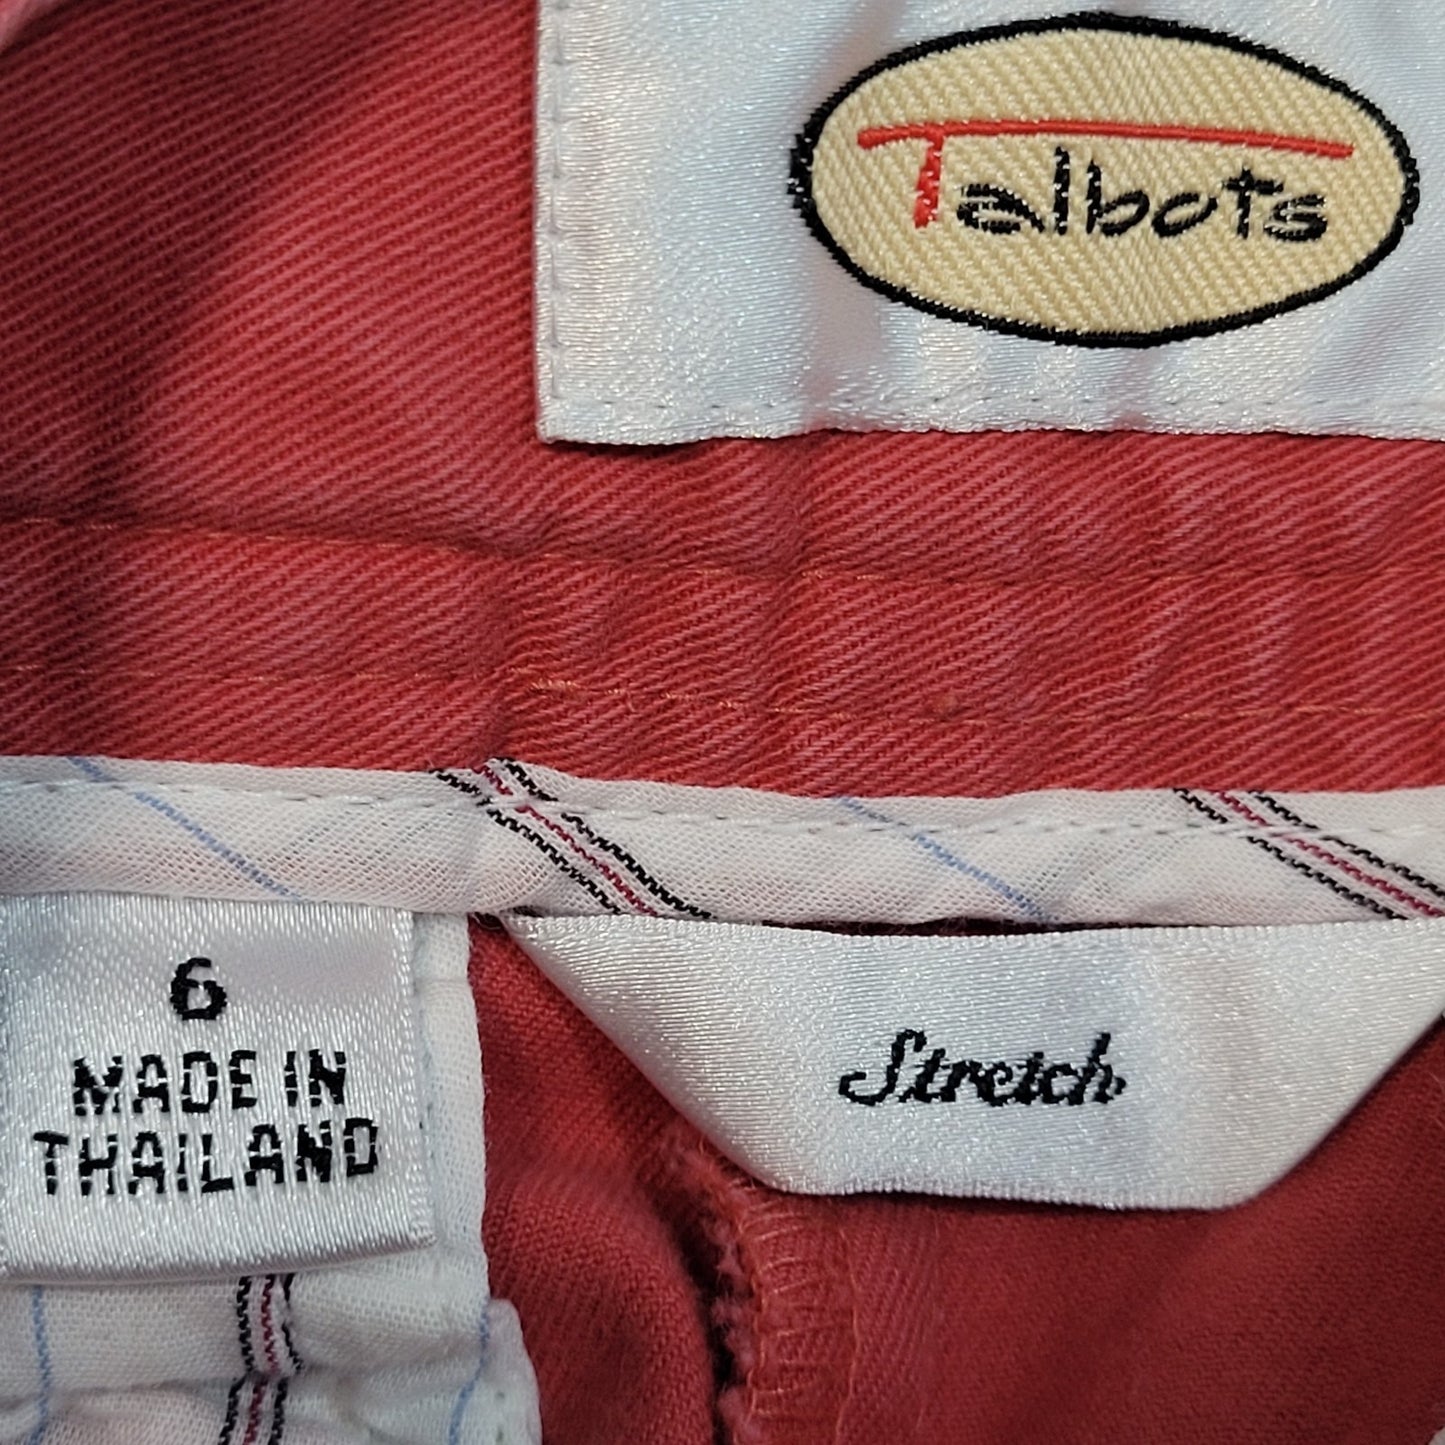 Talbots
6
MADE IN
THAILAND
Stretch